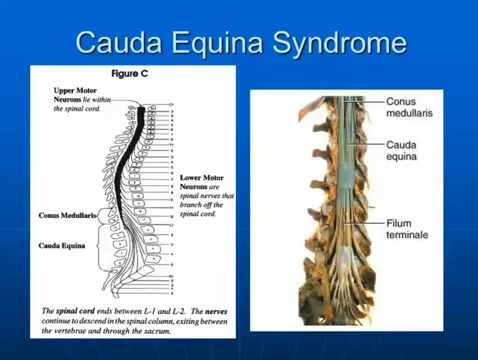 Cauda Equina Syndrome
Figure C
Upper Motor
Neurons lie within
the spinal cord.
Lower Motor
Neurons are
spinal nerves that
branch off the
spinal cord.
Conus Medullaris
Cauda Equina
The spinal cord ends between L-1 and L-2. The nerves
continue to descend in the spinal column, exiting between
the vertebrae and through the sacrum.
Conus
medullaris
Cauda
equina
Filum
terminale